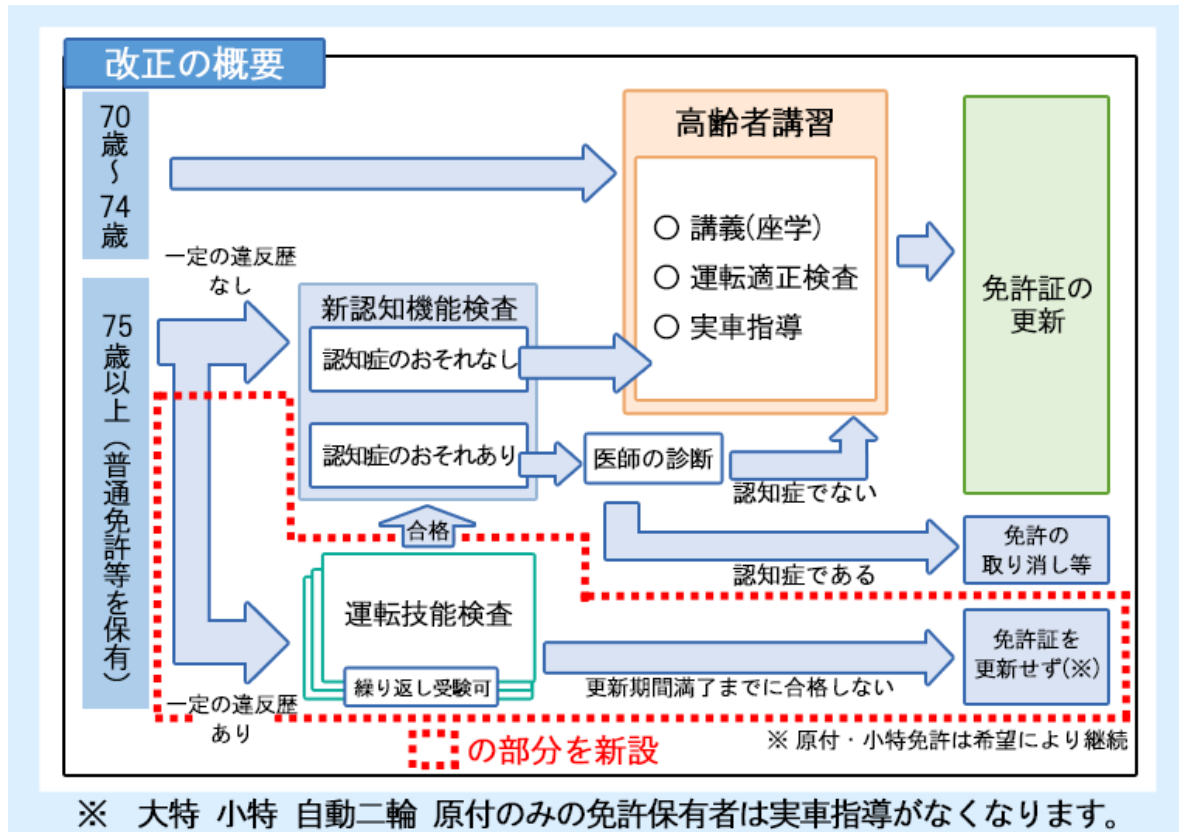 改正の概要
70
歳
〜
74
歳
75
歳
以
上
（
普
通
免
許
等
を
保
有
）
一定の違反歴
なし
新認知機能検査
認知症のおそれなし
認知症のおそれあり
合格
運転技能検査
繰り返し受験可
一定の違反歴
あり
高齢者講習
〇 講義(座学)
〇 運転適正検査
〇 実車指導
医師の診断
認知症でない
認知症である
更新期間満了までに合格しない
免許証の
更新
免許の
取り消し等
免許証を
更新せず(※)
の部分を新設
※ 原付・小特免許は希望により継続
※ 大特 小特 自動二輪 原付のみの免許保有者は実車指導がなくなります。